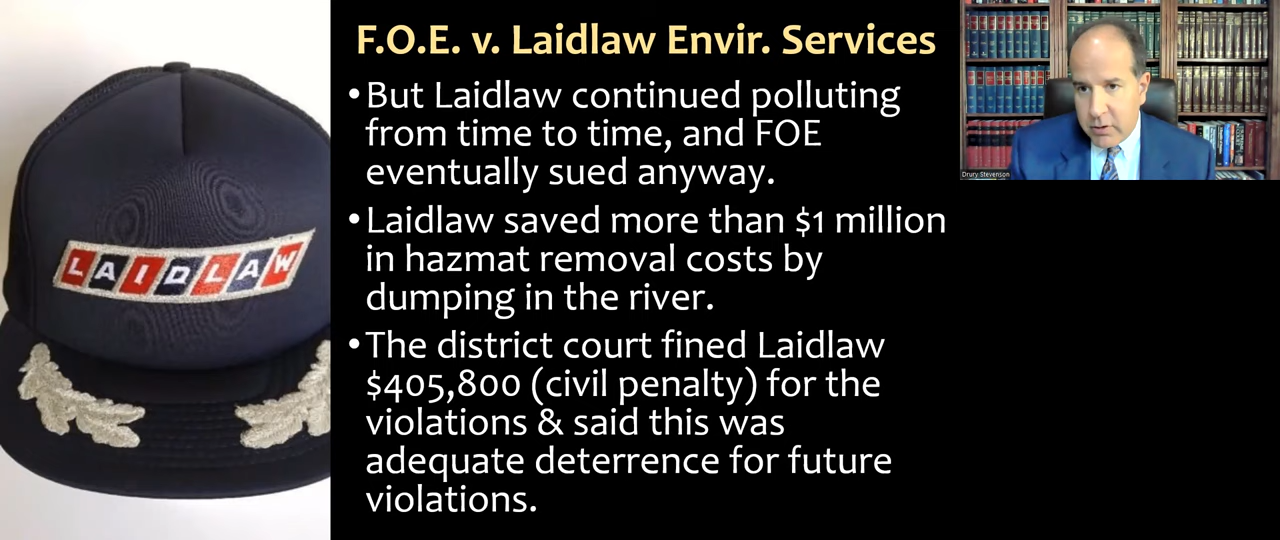 F.O.E. v. Laidlaw Envir. Services
• But Laidlaw continued polluting
from time to time, and FOE
eventually sued anyway.
• Laidlaw saved more than $1 million
in hazmat removal costs by
dumping in the river.
• The district court fined Laidlaw
$405,800 (civil penalty) for the
violations & said this was
adequate deterrence for future
violations.
LAIDLAW
Drury Stevenson